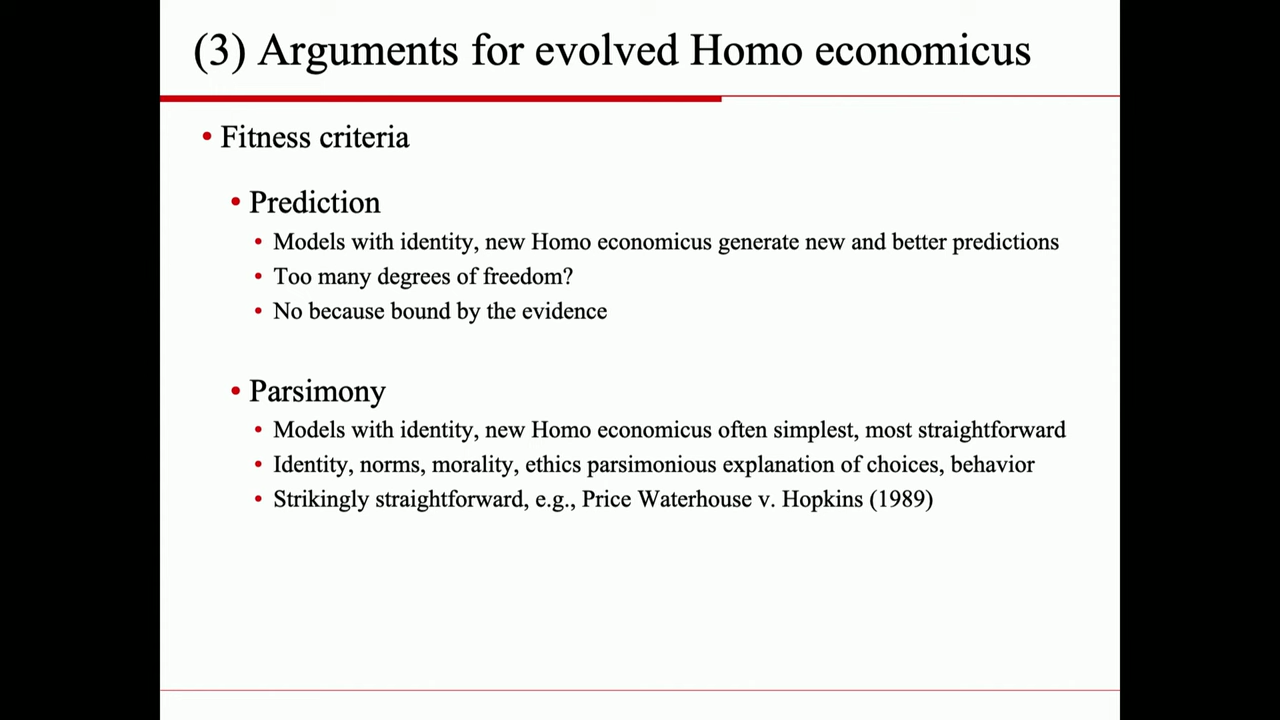 (3) Arguments for evolved Homo economicus
• Fitness criteria
• Prediction
• Models with identity, new Homo economicus generate new and better predictions
• Too many degrees of freedom?
• No because bound by the evidence
• Parsimony
• Models with identity, new Homo economicus often simplest, most straightforward
• Identity, norms, morality, ethics parsimonious explanation of choices, behavior
• Strikingly straightforward, e.g., Price Waterhouse v. Hopkins (1989)